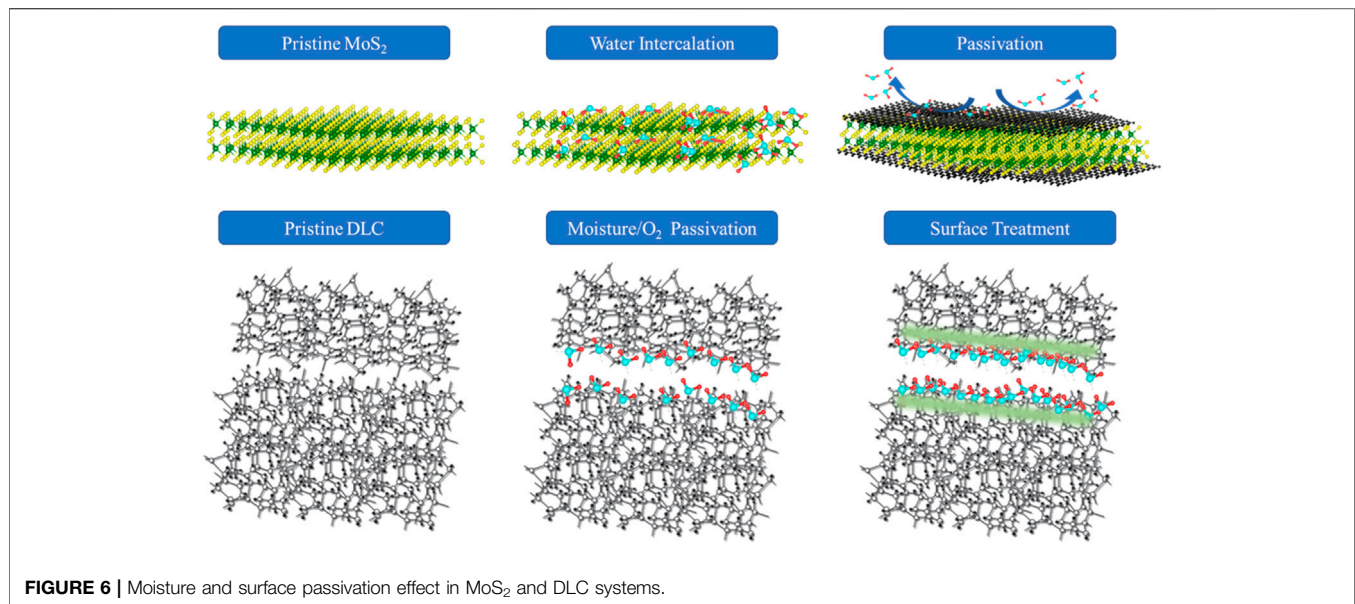 Pristine MoS₂
Water Intercalation
Passivation
Pristine DLC
Moisture/O₂ Passivation
Surface Treatment
FIGURE 6 | Moisture and surface passivation effect in MoS₂ and DLC systems.